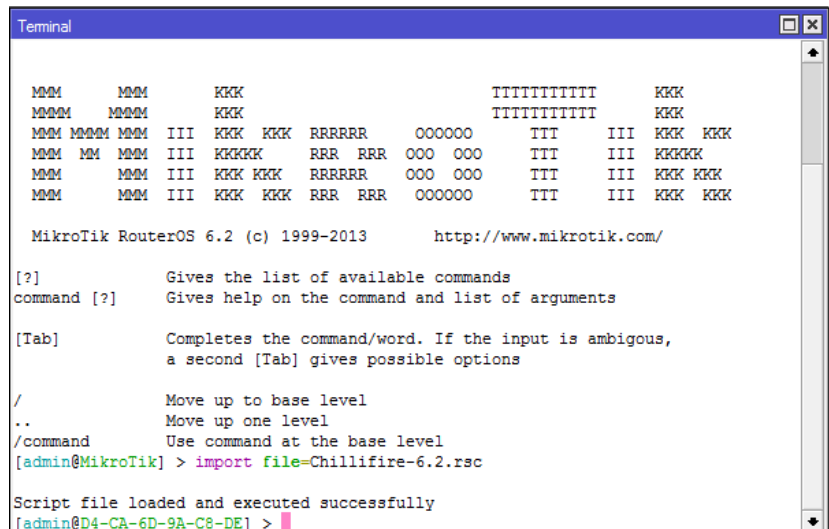 Terminal
MMM      MMM       KKK                          TTTTTTTTTTT      KKK
MMMM    MMMM       KKK                          TTTTTTTTTTT      KKK
MMM MMMM MMM  III  KKK  KKK  RRRRRR     OOOOOO      TTT     III  KKK  KKK
MMM  MM  MMM  III  KKKKK     RRR  RRR  OOO  OOO     TTT     III  KKKKK
MMM      MMM  III  KKK KKK   RRRRRR    OOO  OOO     TTT     III  KKK KKK
MMM      MMM  III  KKK  KKK  RRR  RRR   OOOOOO      TTT     III  KKK  KKK
MikroTik RouterOS 6.2 (c) 1999-2013       http://www.mikrotik.com/
[?]             Gives the list of available commands
command [?]     Gives help on the command and list of arguments
[Tab]           Completes the command/word. If the input is ambigous,
                a second [Tab] gives possible options
/               Move up to base level
..              Move up one level
/command        Use command at the base level
[admin@MikroTik] > import file=Chillifire-6.2.rsc
Script file loaded and executed successfully
[admin@D4-CA-6D-9A-C8-DE] >